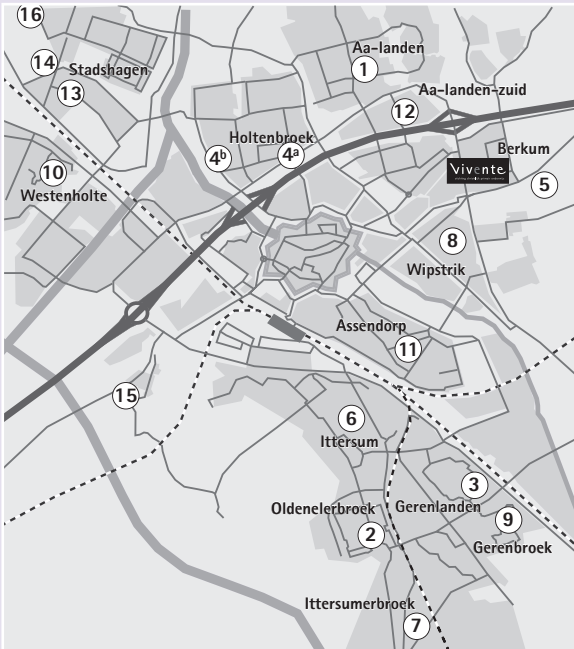 16
Aa-landen
14
Stadshagen
1
13
Aa-landen-zuid
12
Holtenbroek
4b
4a
Berkum
10
Vivente
5
Westenholte
8
Wipstrik
Assendorp
11
15
6
Ittersum
3
Oldenelerbroek
Gerenlanden
9
2
Gerenbroek
Ittersumerbroek
7